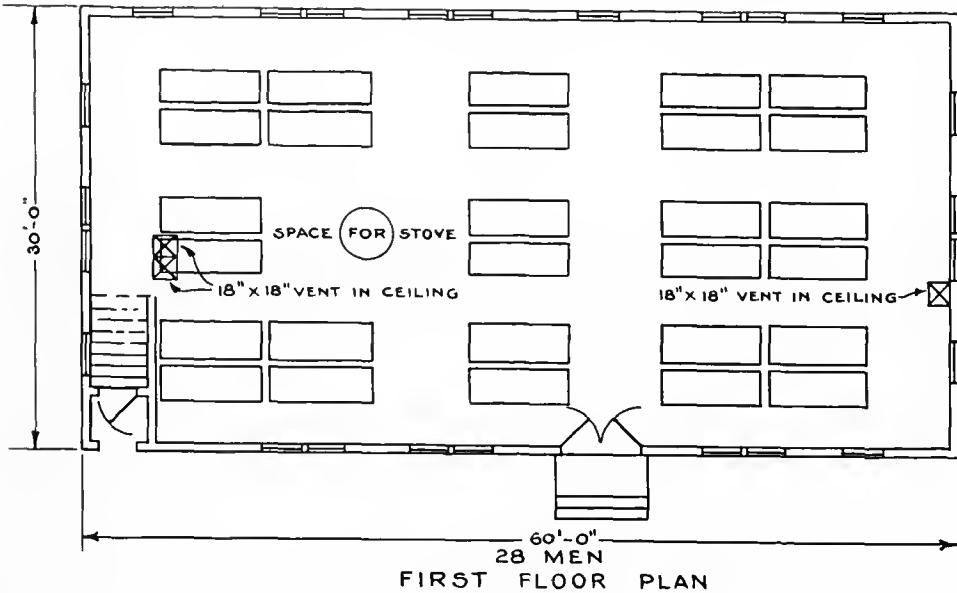 30'-0"
SPACE FOR STOVE
18" X 18" VENT IN CEILING
18" X 18" VENT IN CEILING
60'-0"
28 MEN
FIRST FLOOR PLAN